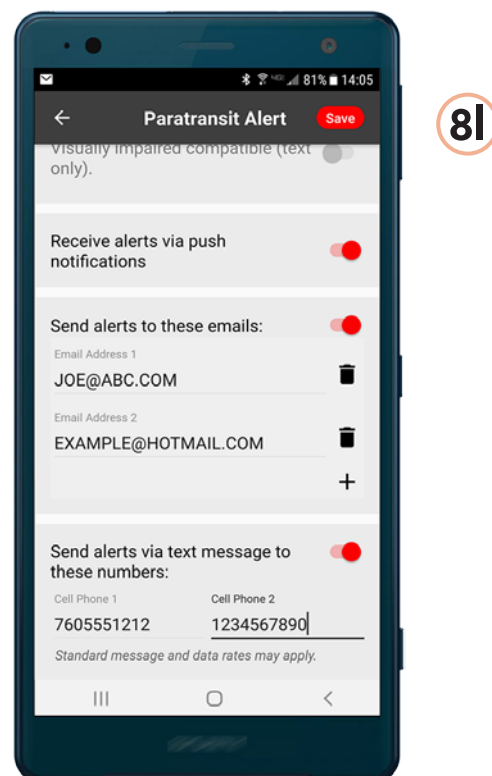 81% 14:05
Paratransit Alert Save
Visually impaired compatible (text
only).
Receive alerts via push
notifications
Send alerts to these emails:
Email Address 1
JOE@ABC.COM
Email Address 2
EXAMPLE@HOTMAIL.COM
+
Send alerts via text message to
these numbers:
Cell Phone 1 Cell Phone 2
7605551212 1234567890
Standard message and data rates may apply.
8l